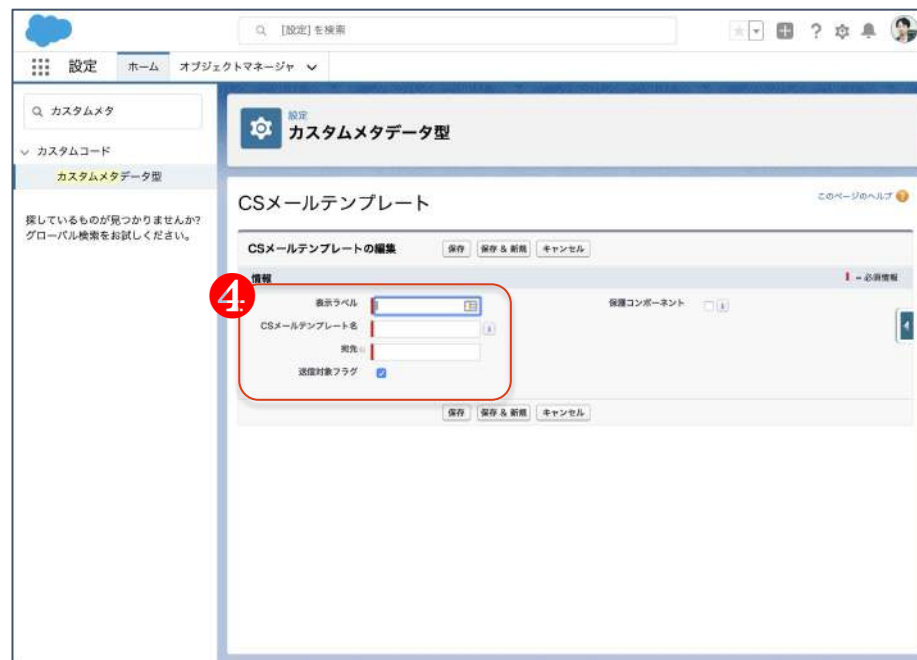 [設定] を検索
設定
ホーム
オブジェクトマネージャ
カスタムメタ
カスタムコード
カスタムメタデータ型
探しているものが見つかりませんか?
グローバル検索をお試しください。
設定
カスタムメタデータ型
CSメールテンプレート
このページのヘルプ
CSメールテンプレートの編集
保存
保存 & 新規
キャンセル
情報
= 必須情報
4
表示ラベル
保護コンポーネント
CSメールテンプレート名
宛先
送信対象フラグ
保存
保存 & 新規
キャンセル